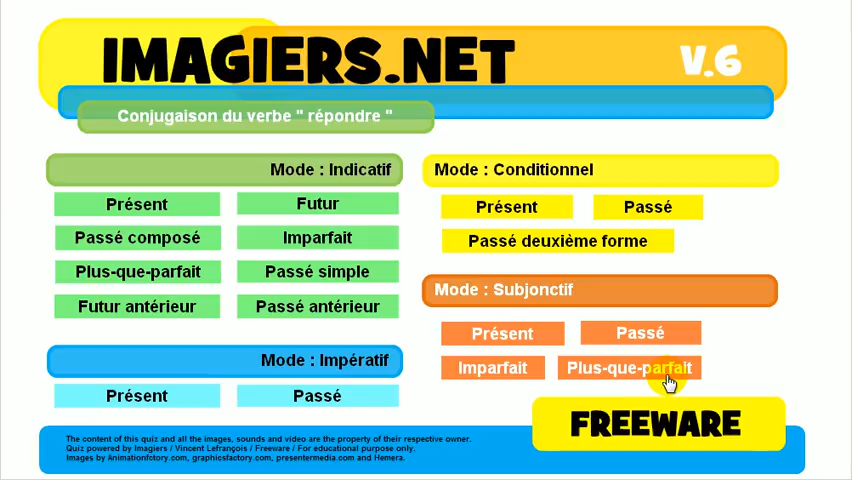 IMAGIERS.NET
V.6
Conjugaison du verbe " répondre "
Mode : Indicatif
Présent
Futur
Passé composé
Imparfait
Plus-que-parfait
Passé simple
Futur antérieur
Passé antérieur
Mode : Impératif
Présent
Passé
Mode : Conditionnel
Présent
Passé
Passé deuxième forme
Mode : Subjonctif
Présent
Passé
Imparfait
Plus-que-parfait
FREEWARE
The content of this quiz and all the images, sounds and video are the property of their respective owner.
Quiz powered by Imagiers / Vincent Lefrançois / Freeware / For educational purpose only.
Images by Animationfctory.com, graphicsfactory.com, presentermedia.com and Hemera.